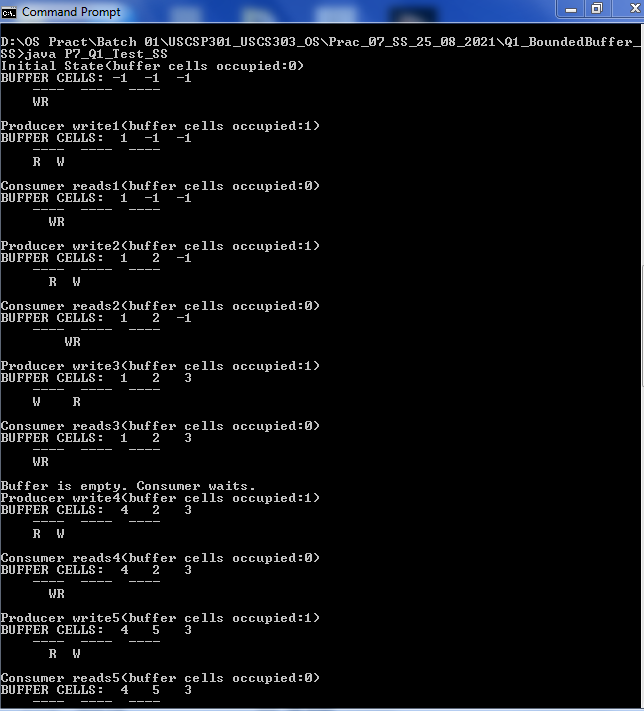 Command Prompt
D:\OS Pract\Batch 01\USCSP301_USCS303_OS\Prac_07_SS_25_08_2021\Q1_BoundedBuffer_
SS>java P7_Q1_Test_SS
Initial State(buffer cells occupied:0)
BUFFER CELLS: -1  -1  -1
    ----  ----  ----
    WR
Producer write1(buffer cells occupied:1)
BUFFER CELLS:  1  -1  -1
    ----  ----  ----
    R  W
Consumer reads1(buffer cells occupied:0)
BUFFER CELLS:  1  -1  -1
    ----  ----  ----
      WR
Producer write2(buffer cells occupied:1)
BUFFER CELLS:  1   2  -1
    ----  ----  ----
      R  W
Consumer reads2(buffer cells occupied:0)
BUFFER CELLS:  1   2  -1
    ----  ----  ----
        WR
Producer write3(buffer cells occupied:1)
BUFFER CELLS:  1   2   3
    ----  ----  ----
    W    R
Consumer reads3(buffer cells occupied:0)
BUFFER CELLS:  1   2   3
    ----  ----  ----
    WR
Buffer is empty. Consumer waits.
Producer write4(buffer cells occupied:1)
BUFFER CELLS:  4   2   3
    ----  ----  ----
    R  W
Consumer reads4(buffer cells occupied:0)
BUFFER CELLS:  4   2   3
    ----  ----  ----
      WR
Producer write5(buffer cells occupied:1)
BUFFER CELLS:  4   5   3
    ----  ----  ----
      R  W
Consumer reads5(buffer cells occupied:0)
BUFFER CELLS:  4   5   3
    ----  ----  ----